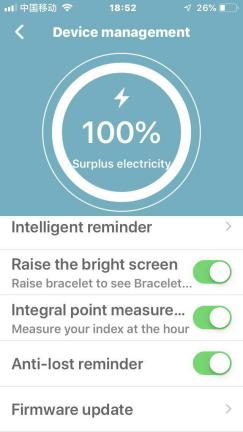 中国移动 18:52 26%
Device management
100%
Surplus electricity
Intelligent reminder
Raise the bright screen
Raise bracelet to see Bracelet...
Integral point measure...
Measure your index at the hour
Anti-lost reminder
Firmware update